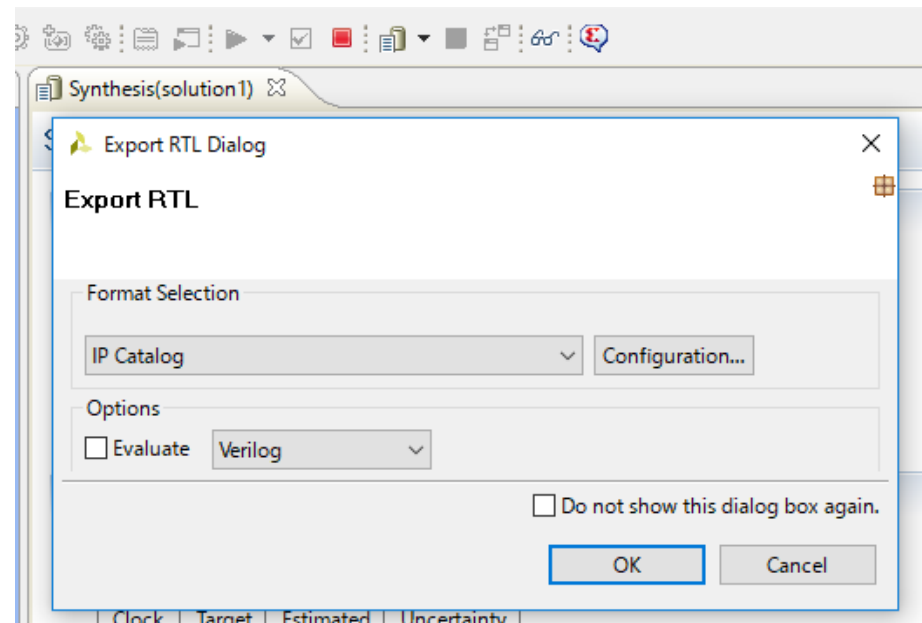 Synthesis(solution1)
Export RTL Dialog
Export RTL
Format Selection
IP Catalog
Configuration...
Options
Evaluate
Verilog
Do not show this dialog box again.
OK
Cancel
Clock Target Estimated Uncertainty